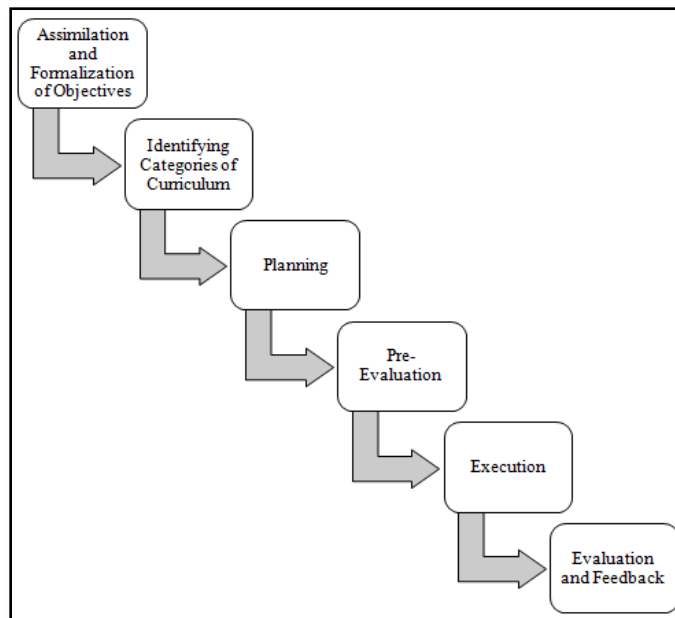 Assimilation
and
Formalization
of Objectives
Identifying
Categories of
Curriculum
Planning
Pre-
Evaluation
Execution
Evaluation
and Feedback